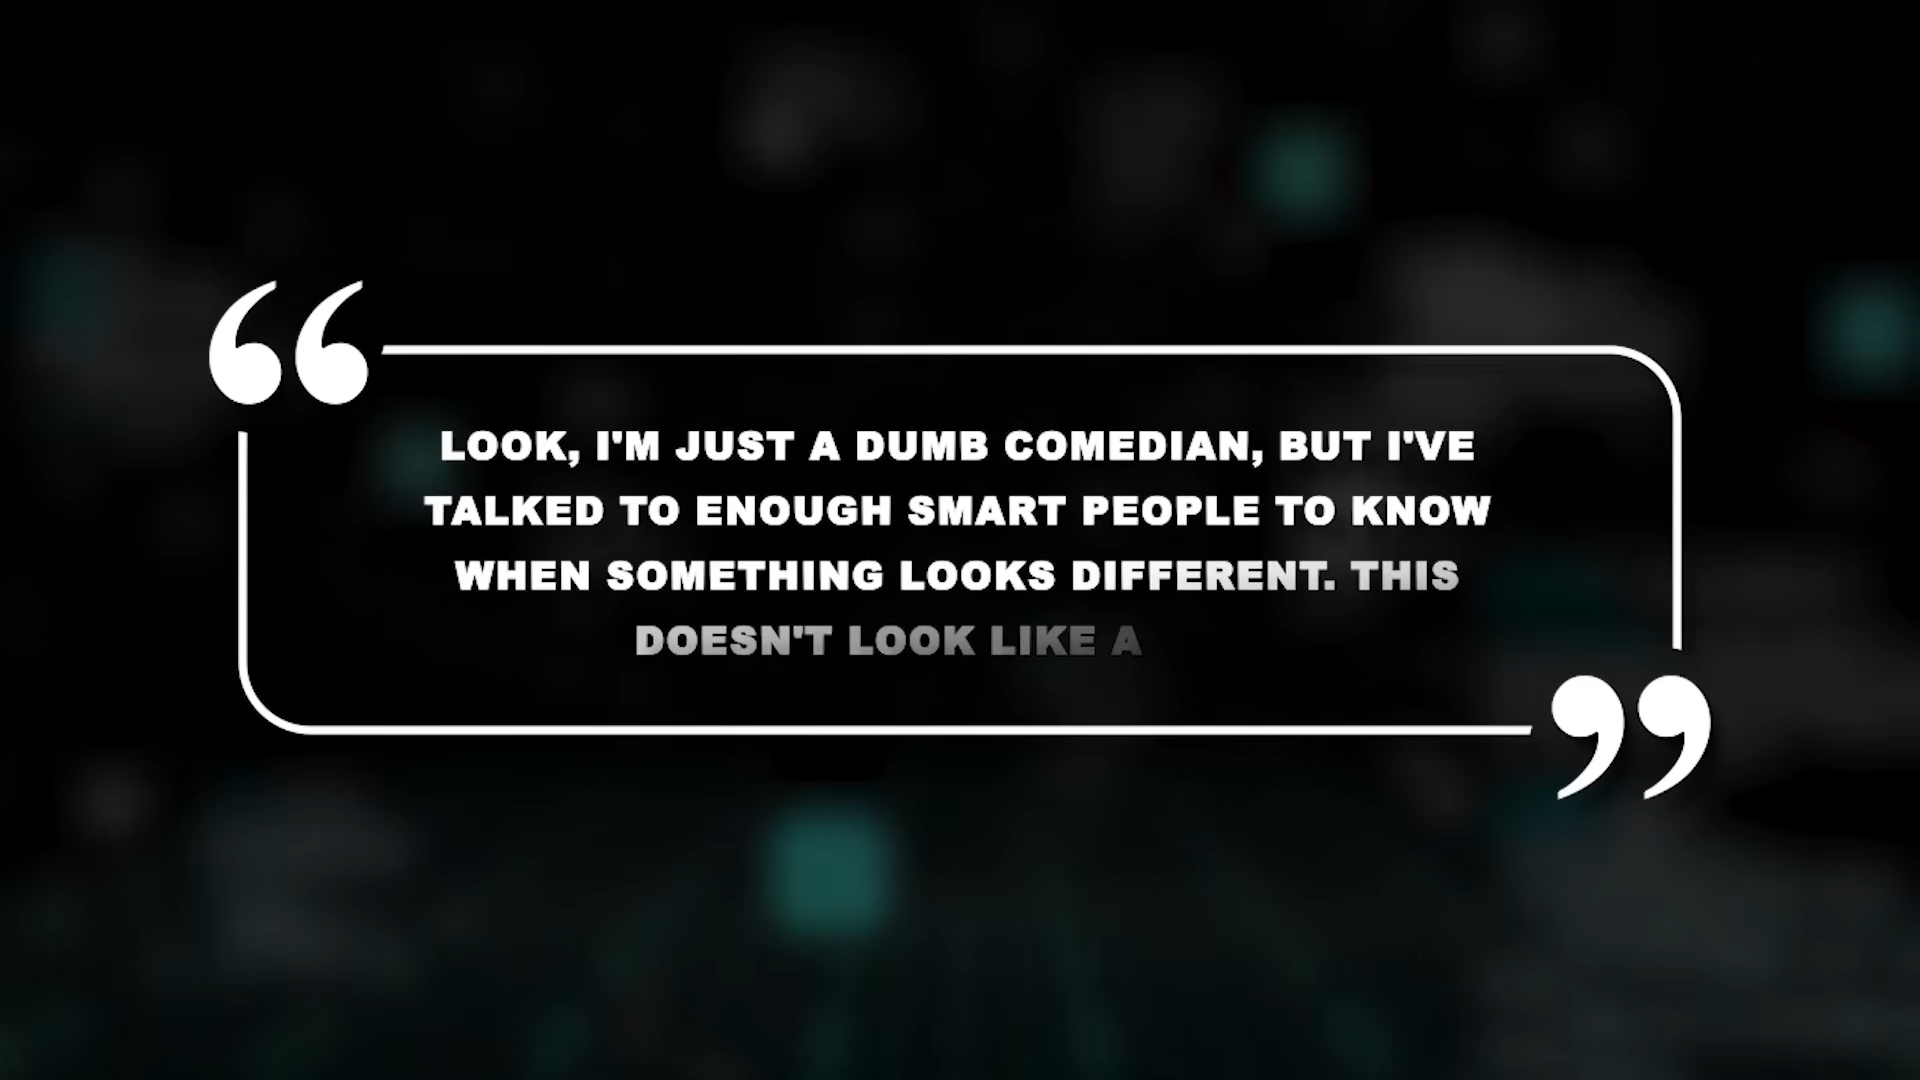 LOOK, I'M JUST A DUMB COMEDIAN, BUT I'VE
TALKED TO ENOUGH SMART PEOPLE TO KNOW
WHEN SOMETHING LOOKS DIFFERENT. THIS
DOESN'T LOOK LIKE A